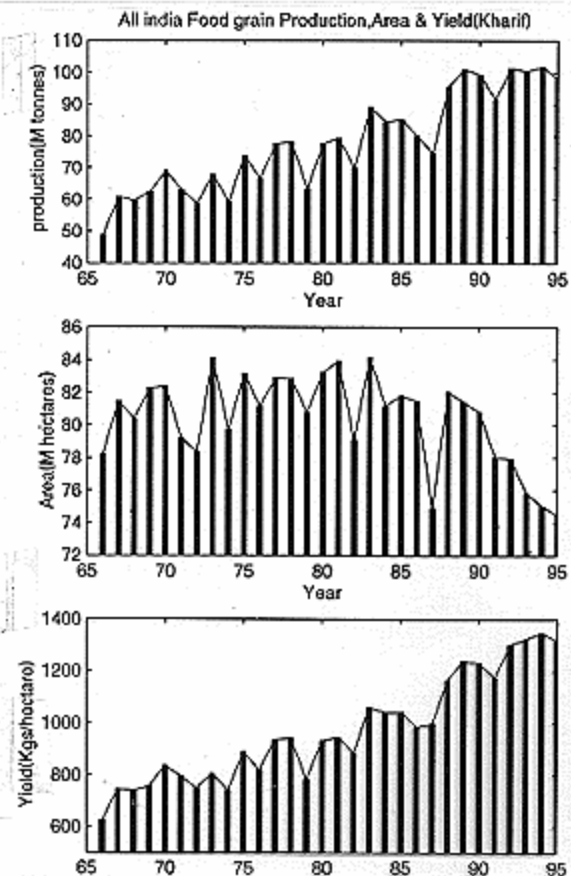 All india Food grain Production,Area & Yield(Kharif)
production(M tonnes)
110
100
90
80
70
60
50
40
65 70 75 80 85 90 95
Year
Area(M hectares)
86
84
82
80
78
76
74
72
65 70 75 80 85 90 95
Year
Yield(Kgs/hoctaro)
1400
1200
1000
800
600
65 70 75 80 85 90 95